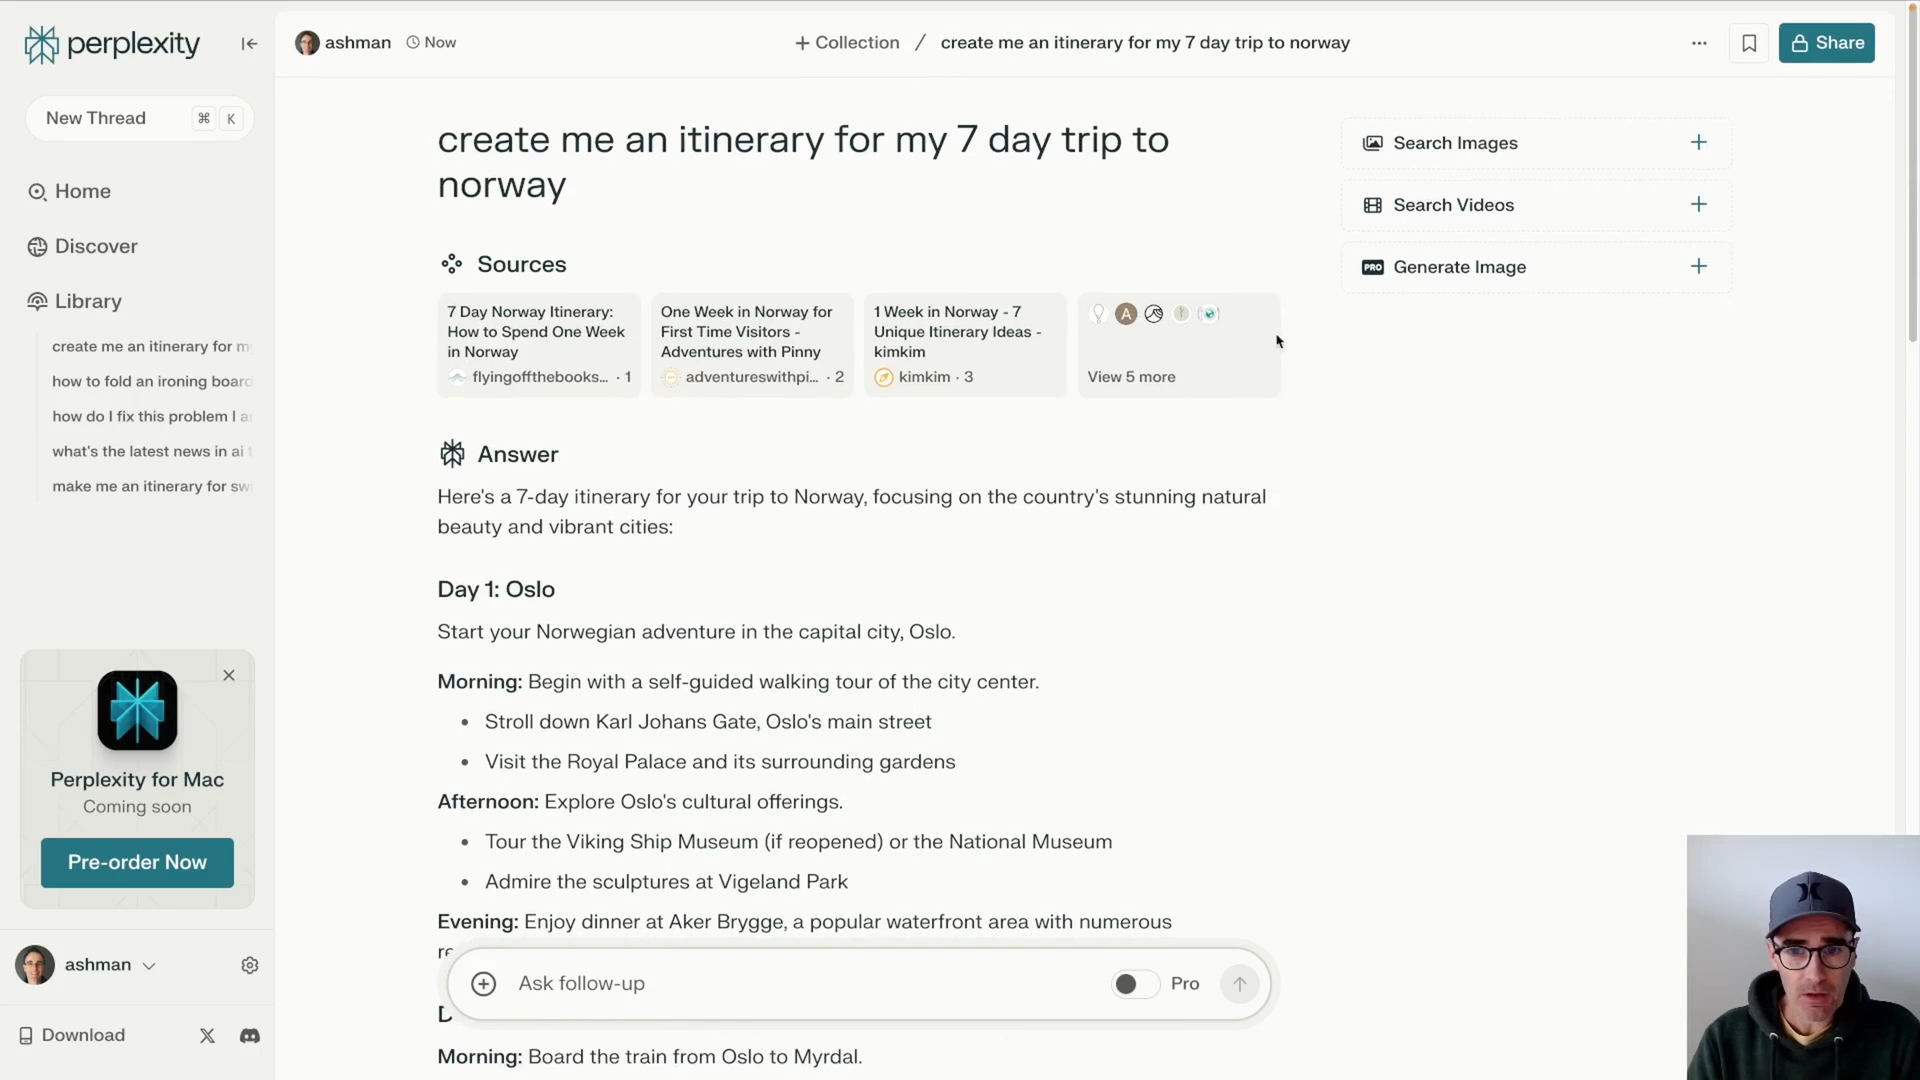 perplexity
New Thread ⌘ K
Home
Discover
Library
create me an itinerary for m
how to fold an ironing board
how do I fix this problem I a
what's the latest news in ai
make me an itinerary for sw
Perplexity for Mac
Coming soon
Pre-order Now
ashman
Download
ashman Now
+ Collection / create me an itinerary for my 7 day trip to norway
Share
create me an itinerary for my 7 day trip to
norway
Sources
7 Day Norway Itinerary:
How to Spend One Week
in Norway
flyingoffthebooks... · 1
One Week in Norway for
First Time Visitors -
Adventures with Pinny
adventureswithpi... · 2
1 Week in Norway - 7
Unique Itinerary Ideas -
kimkim
kimkim · 3
A
View 5 more
Answer
Here's a 7-day itinerary for your trip to Norway, focusing on the country's stunning natural
beauty and vibrant cities:
Day 1: Oslo
Start your Norwegian adventure in the capital city, Oslo.
Morning: Begin with a self-guided walking tour of the city center.
• Stroll down Karl Johans Gate, Oslo's main street
• Visit the Royal Palace and its surrounding gardens
Afternoon: Explore Oslo's cultural offerings.
• Tour the Viking Ship Museum (if reopened) or the National Museum
• Admire the sculptures at Vigeland Park
Evening: Enjoy dinner at Aker Brygge, a popular waterfront area with numerous
Ask follow-up
Pro
Morning: Board the train from Oslo to Myrdal.
Search Images +
Search Videos +
PRO Generate Image +